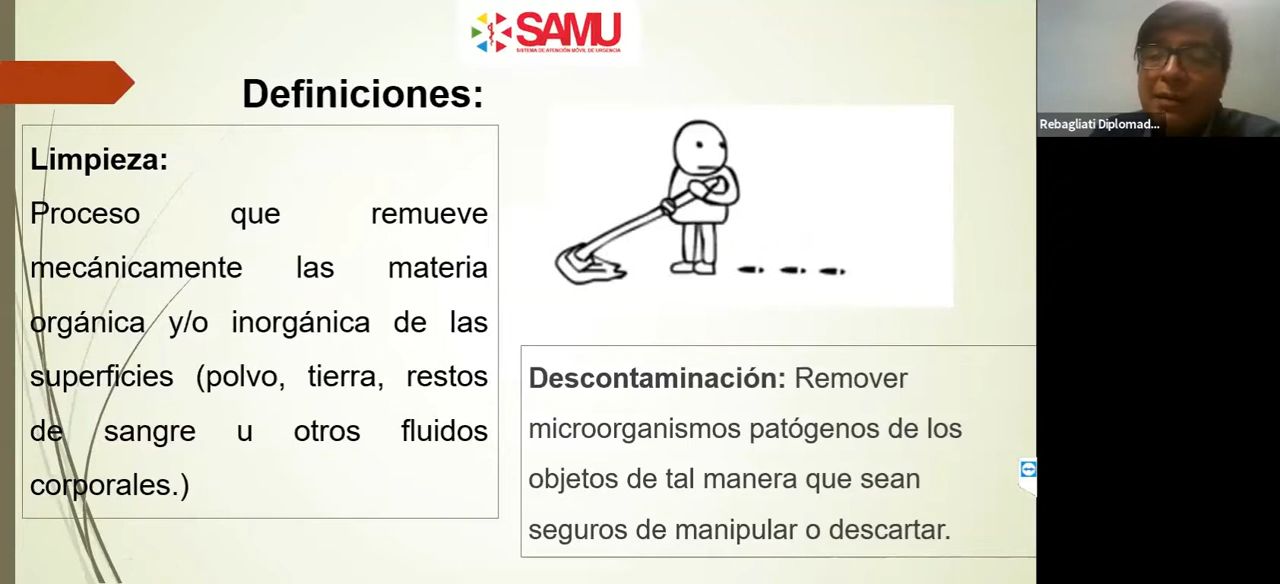 SAMU
SISTEMA DE ATENCIÓN MÓVIL DE URGENCIA
Definiciones:
Limpieza:
Proceso que remueve
mecánicamente las materia
orgánica y/o inorgánica de las
superficies (polvo, tierra, restos
de sangre u otros fluidos
corporales.)
Descontaminación: Remover
microorganismos patógenos de los
objetos de tal manera que sean
seguros de manipular o descartar.
Rebagliati Diplomad...